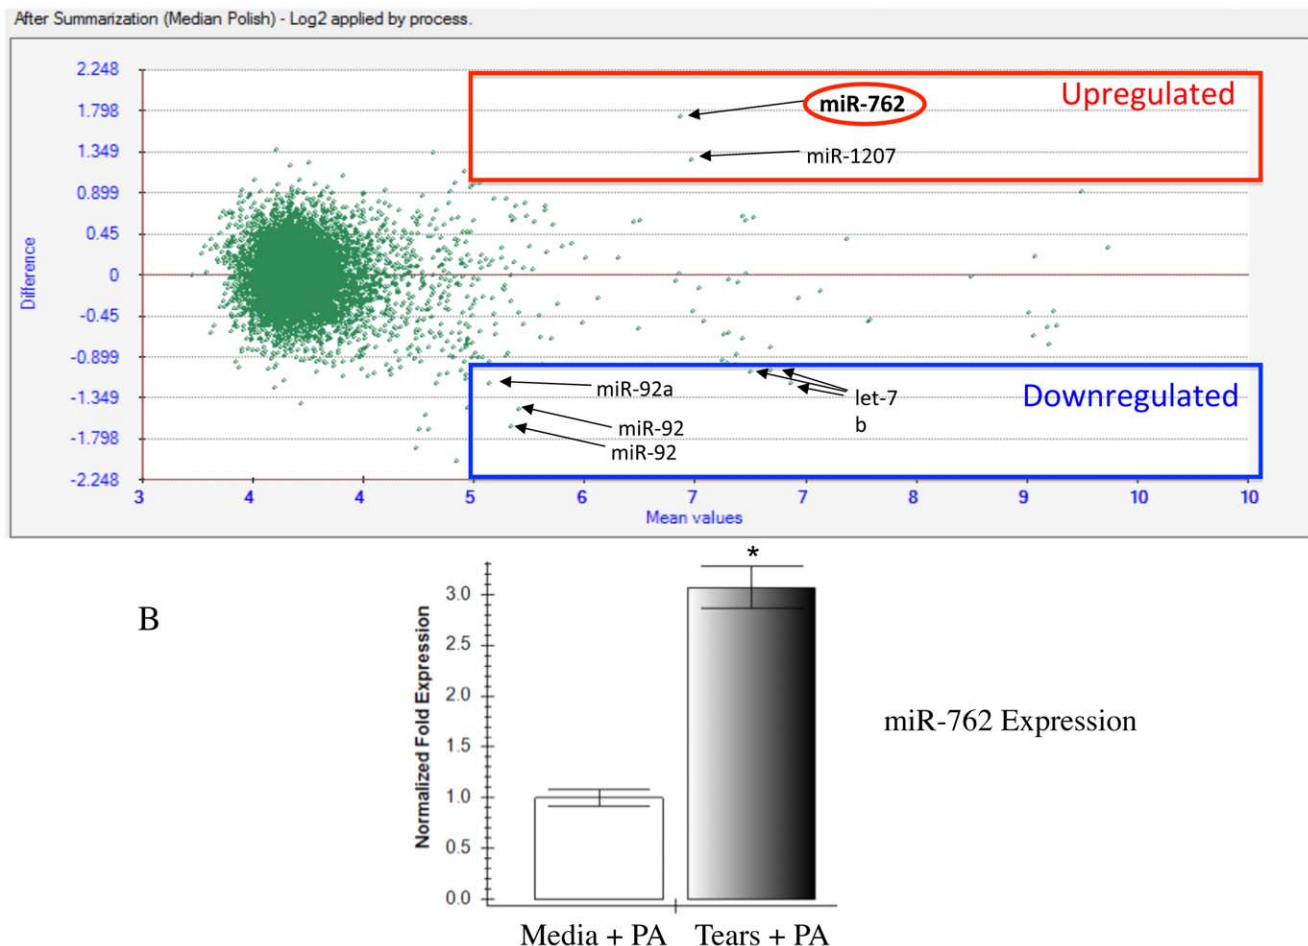 After Summarization (Median Polish) - Log2 applied by process.
2.248
1.798
1.349
0.899
0.45
0
-0.45
-0.899
-1.349
-1.798
-2.248
Difference
miR-762
Upregulated
miR-1207
miR-92a
let-7
b
Downregulated
miR-92
miR-92
3 4 4 5 6 7 7 8 9 10 10
Mean values
B
Normalized Fold Expression
3.0
2.5
2.0
1.5
1.0
0.5
0.0
*
miR-762 Expression
Media + PA Tears + PA